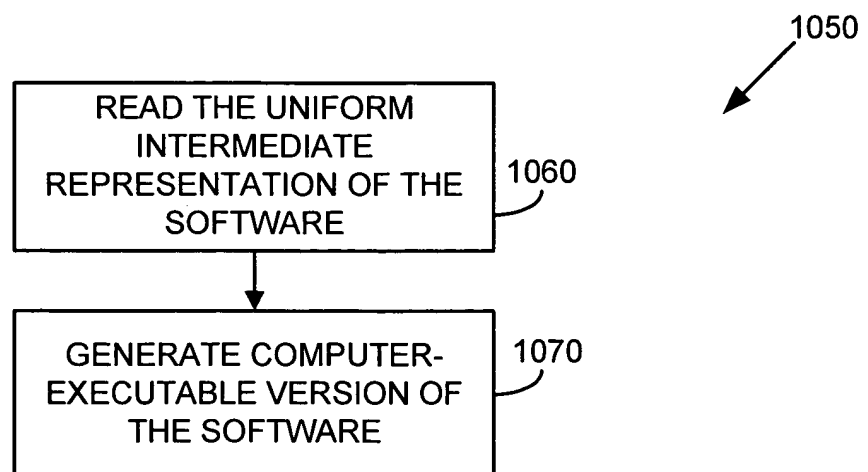 1050
READ THE UNIFORM
INTERMEDIATE
REPRESENTATION OF THE
SOFTWARE
1060
GENERATE COMPUTER-
EXECUTABLE VERSION OF
THE SOFTWARE
1070